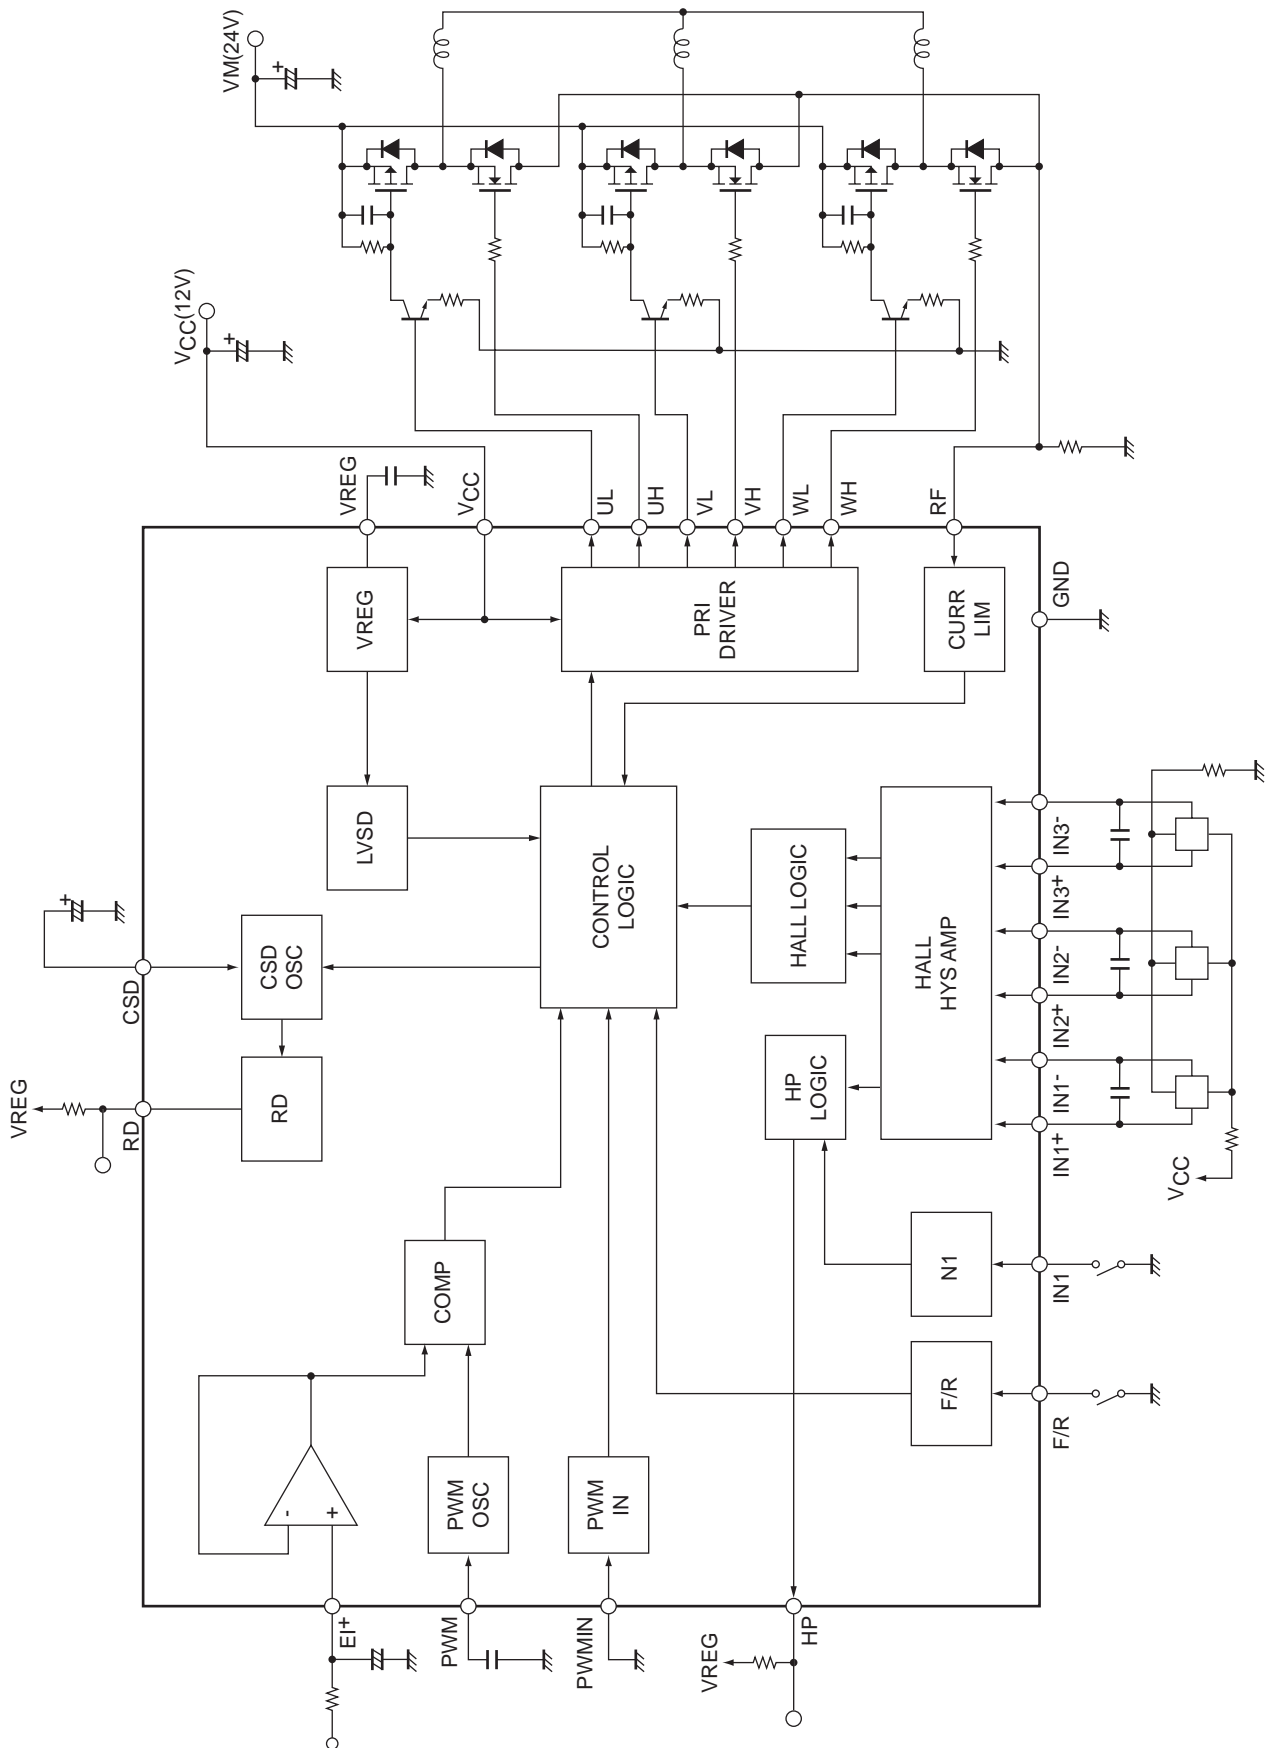 VM(24V)
+
VCC(12V)
+
VREG
VCC
UL
UH
VL
VH
WL
WH
RF
GND
VREG
PRI
DRIVER
CURR
LIM
LVSD
CONTROL
LOGIC
HALL LOGIC
HALL
HYS AMP
IN3-
IN3+
IN2-
IN2+
IN1-
IN1+
VCC
+
CSD
CSD
OSC
RD
RD
VREG
HP
LOGIC
COMP
N1
IN1
F/R
F/R
-
+
PWM
OSC
PWM
IN
EI+
PWM
PWMIN
HP
VREG